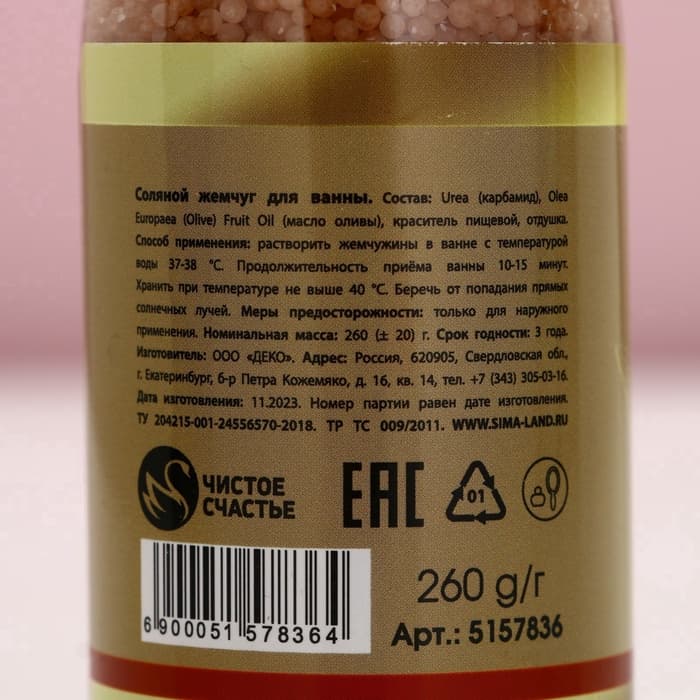 Соляной жемчуг для ванны. Состав: Urea (карбамид), Olea
Europaea (Olive) Fruit Oil (масло оливы), краситель пищевой, отдушка.
Способ применения: растворить жемчужины в ванне с температурой
воды 37-38 °С. Продолжительность приёма ванны 10-15 минут.
Хранить при температуре не выше 40 °С. Беречь от попадания прямых
солнечных лучей. Меры предосторожности: только для наружного
применения. Номинальная масса: 260 (± 20) г. Срок годности: 3 года.
Изготовитель: ООО «ДЕКО». Адрес: Россия, 620905, Свердловская обл.,
г. Екатеринбург, б-р Петра Кожемяко, д. 16, кв. 14, тел. +7 (343) 305-03-16.
Дата изготовления: 11.2023. Номер партии равен дате изготовления.
ТУ 204215-001-24556570-2018. ТР ТС 009/2011. WWW.SIMA-LAND.RU
ЧИСТОЕ
СЧАСТЬЕ
ЕАС
01
6 900051 578364
260 g/г
Арт.: 5157836